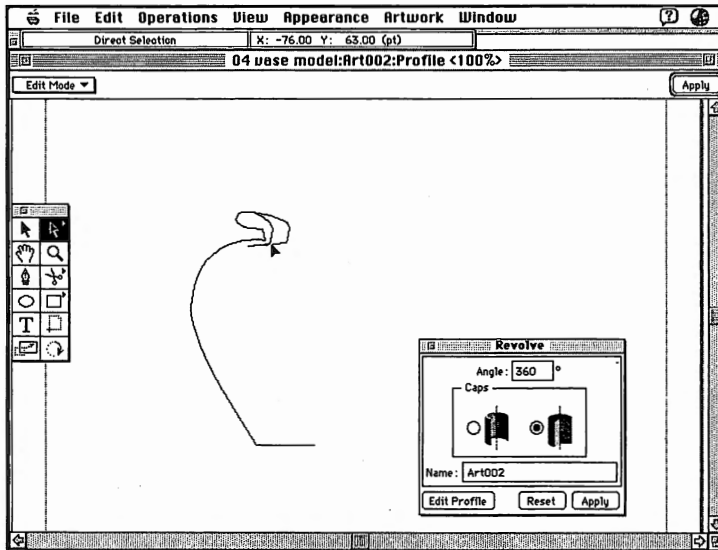 File Edit Operations View Appearance Artwork Window
Direct Selection X: -76.00 Y: 63.00 (pt)
04 vase model:Art002:Profile <100%>
Edit Mode ▼ Apply
T
Revolve
Angle: 360 °
Caps
Name: Art002
Edit Profile Reset Apply